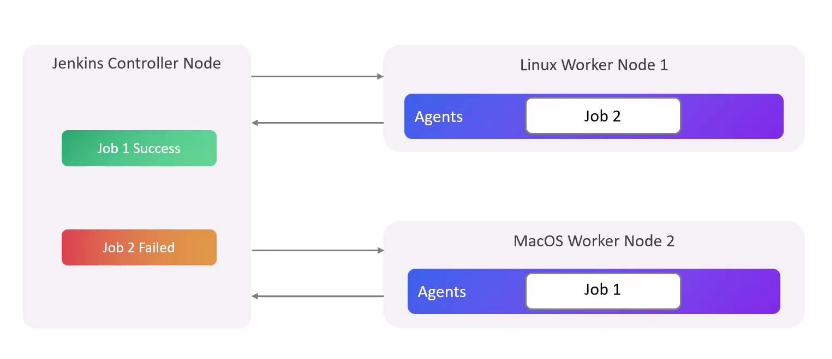 Jenkins Controller Node
Job 1 Success
Job 2 Failed
Linux Worker Node 1
Agents
Job 2
MacOS Worker Node 2
Agents
Job 1